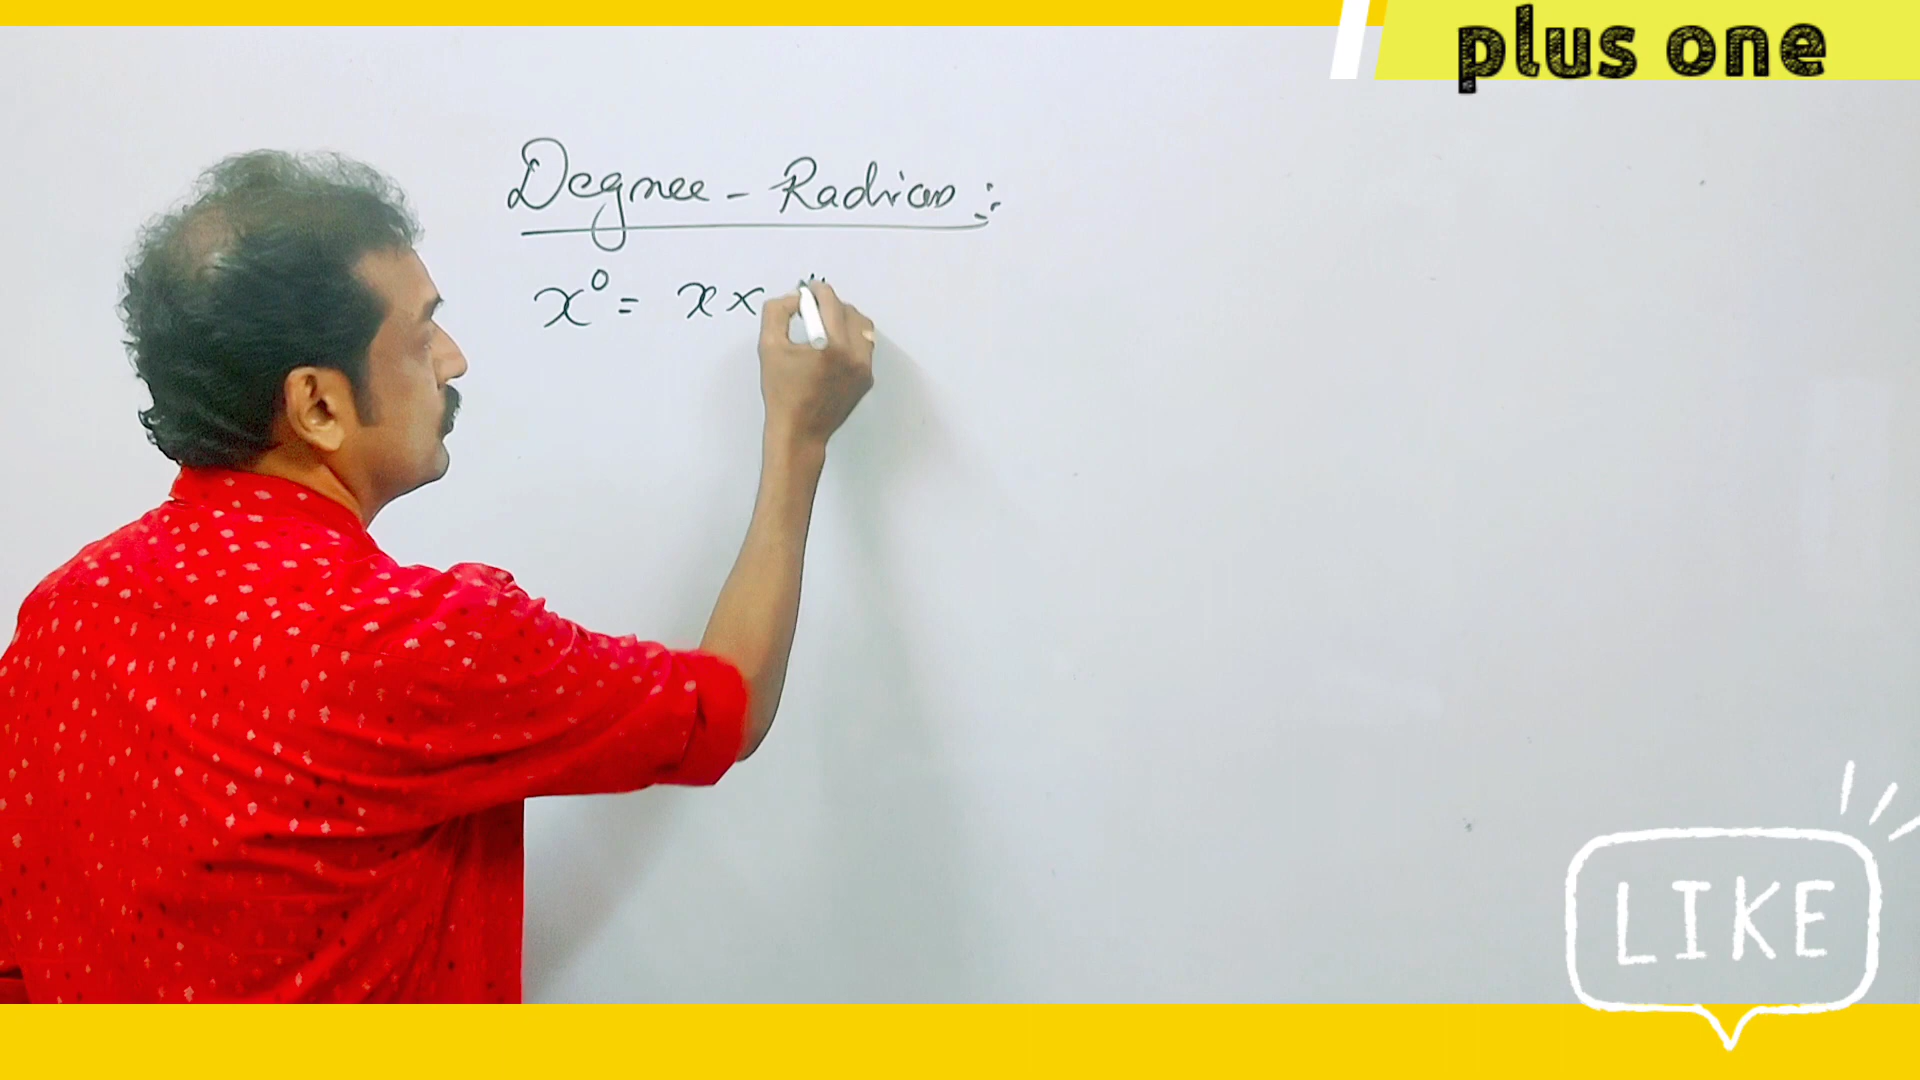 plus one
Degree - Radian :-
x° = x ×
LIKE